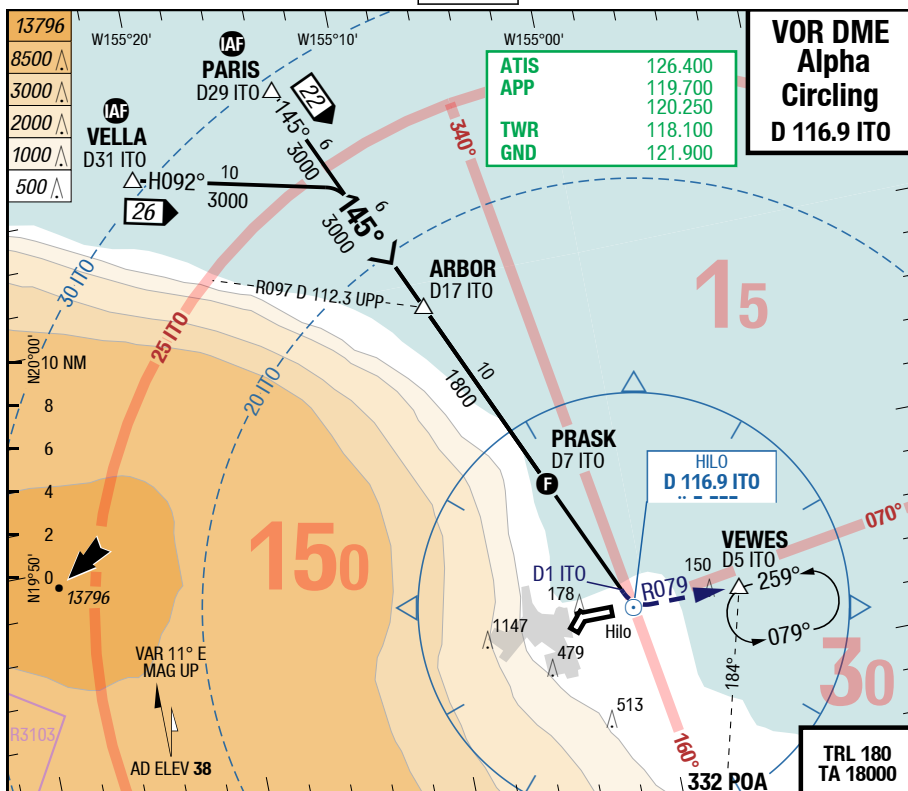 13796
8500
3000
2000
1000
500
W155°20'
W155°10'
W155°00'
VOR DME
Alpha
Circling
D 116.9 ITO
ATIS 126.400
APP 119.700
120.250
TWR 118.100
GND 121.900
IAF
PARIS
D29 ITO
22
145°
6
3000
IAF
VELLA
D31 ITO
H092°
10
3000
26
145°
6
3000
340°
ARBOR
D17 ITO
R097 D 112.3 UPP
15
30 ITO
25 ITO
20 ITO
N20°00'
10 NM
8
6
4
2
0
N19°50'
10
1800
PRASK
D7 ITO
F
HILO
D 116.9 ITO
070°
150
13796
VEWES
D5 ITO
150
259°
079°
D1 ITO
R079
178
Hilo
1147
479
184°
30
513
VAR 11° E
MAG UP
R3103
AD ELEV 38
160°
332 POA
TRL 180
TA 18000